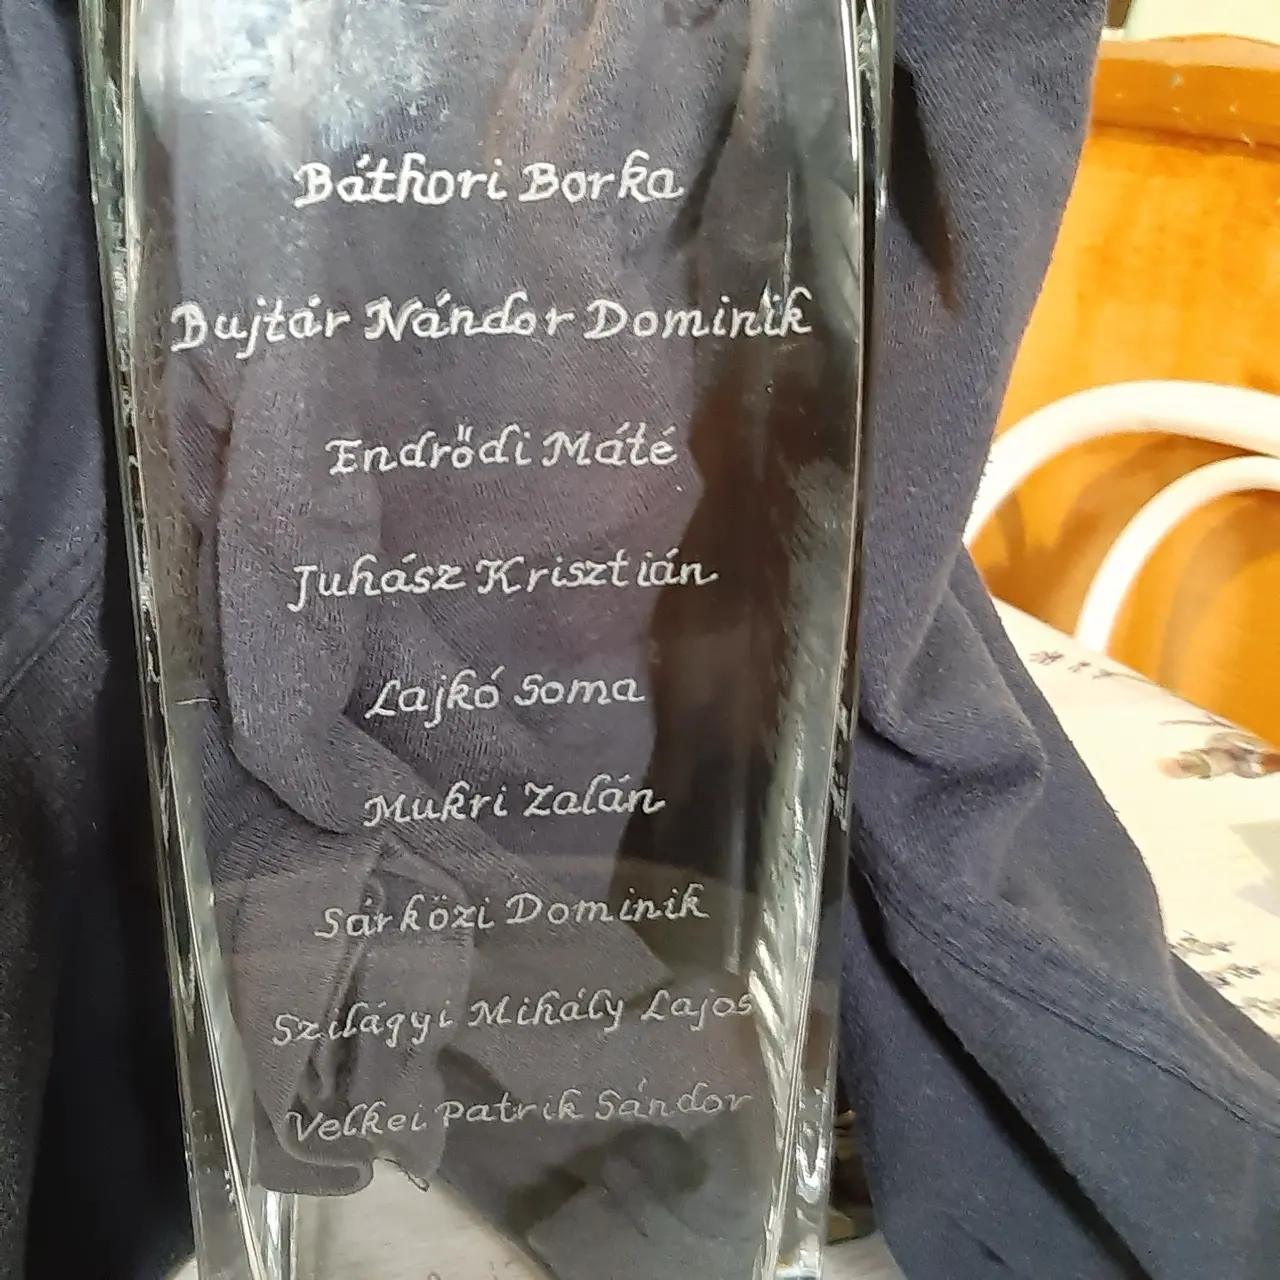 Báthori Borka
Bujtár Nándor Dominik
Endrődi Máté
Juhász Krisztián
Lajkó Soma
Mukri Zalán
Sárközi Dominik
Szilágyi Mihály Lajos
Velkei Patrik Sándor